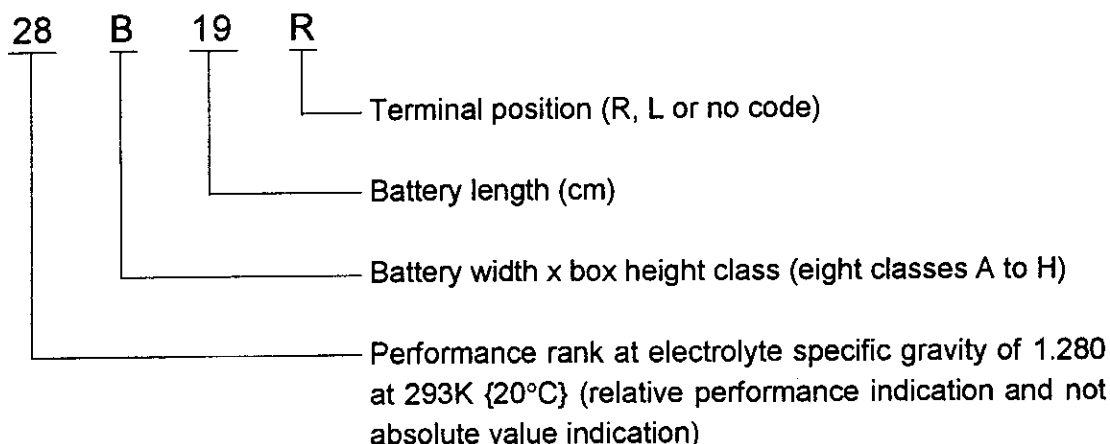 28 B 19 R
Terminal position (R, L or no code)
Battery length (cm)
Battery width x box height class (eight classes A to H)
Performance rank at electrolyte specific gravity of 1.280
at 293K {20°C} (relative performance indication and not
absolute value indication)